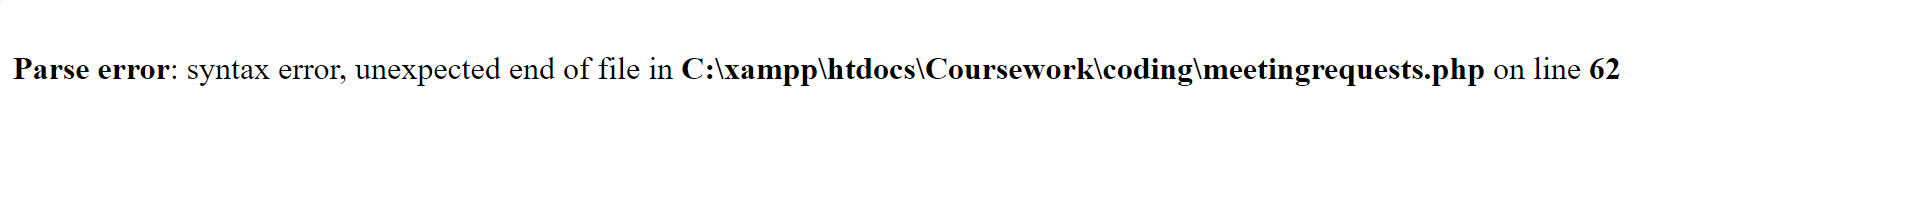 Parse error: syntax error, unexpected end of file in C:\xampp\htdocs\Coursework\coding\meetingrequests.php on line 62